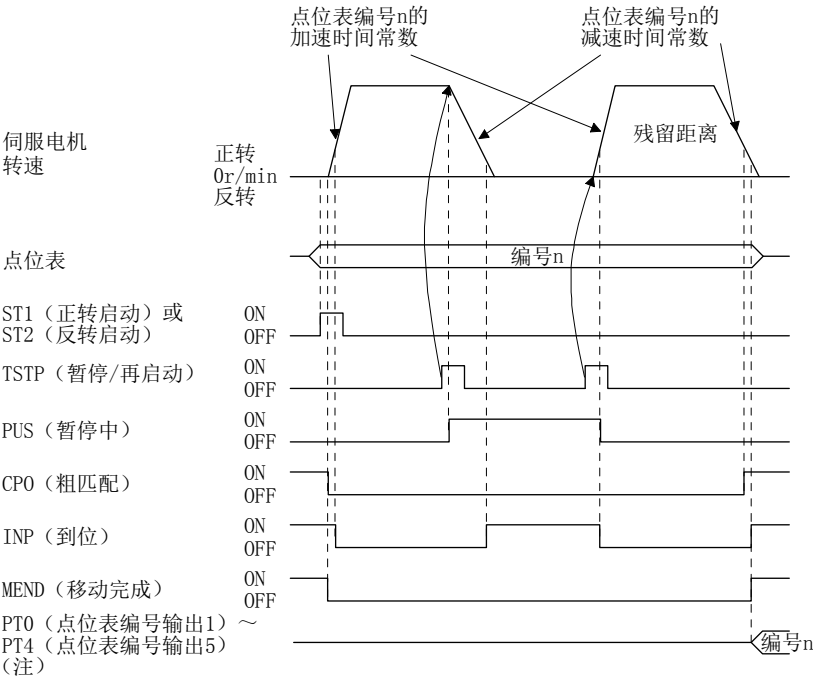 点位表编号n的
加速时间常数
点位表编号n的
减速时间常数
伺服电机
转速
正转
0r/min
反转
残留距离
点位表
编号n
ST1（正转启动）或
ST2（反转启动）
ON
OFF
TSTP（暂停/再启动）
ON
OFF
PUS（暂停中）
ON
OFF
CPO（粗匹配）
ON
OFF
INP（到位）
ON
OFF
MEND（移动完成）
ON
OFF
PT0（点位表编号输出1）～
PT4（点位表编号输出5）
（注）
编号n